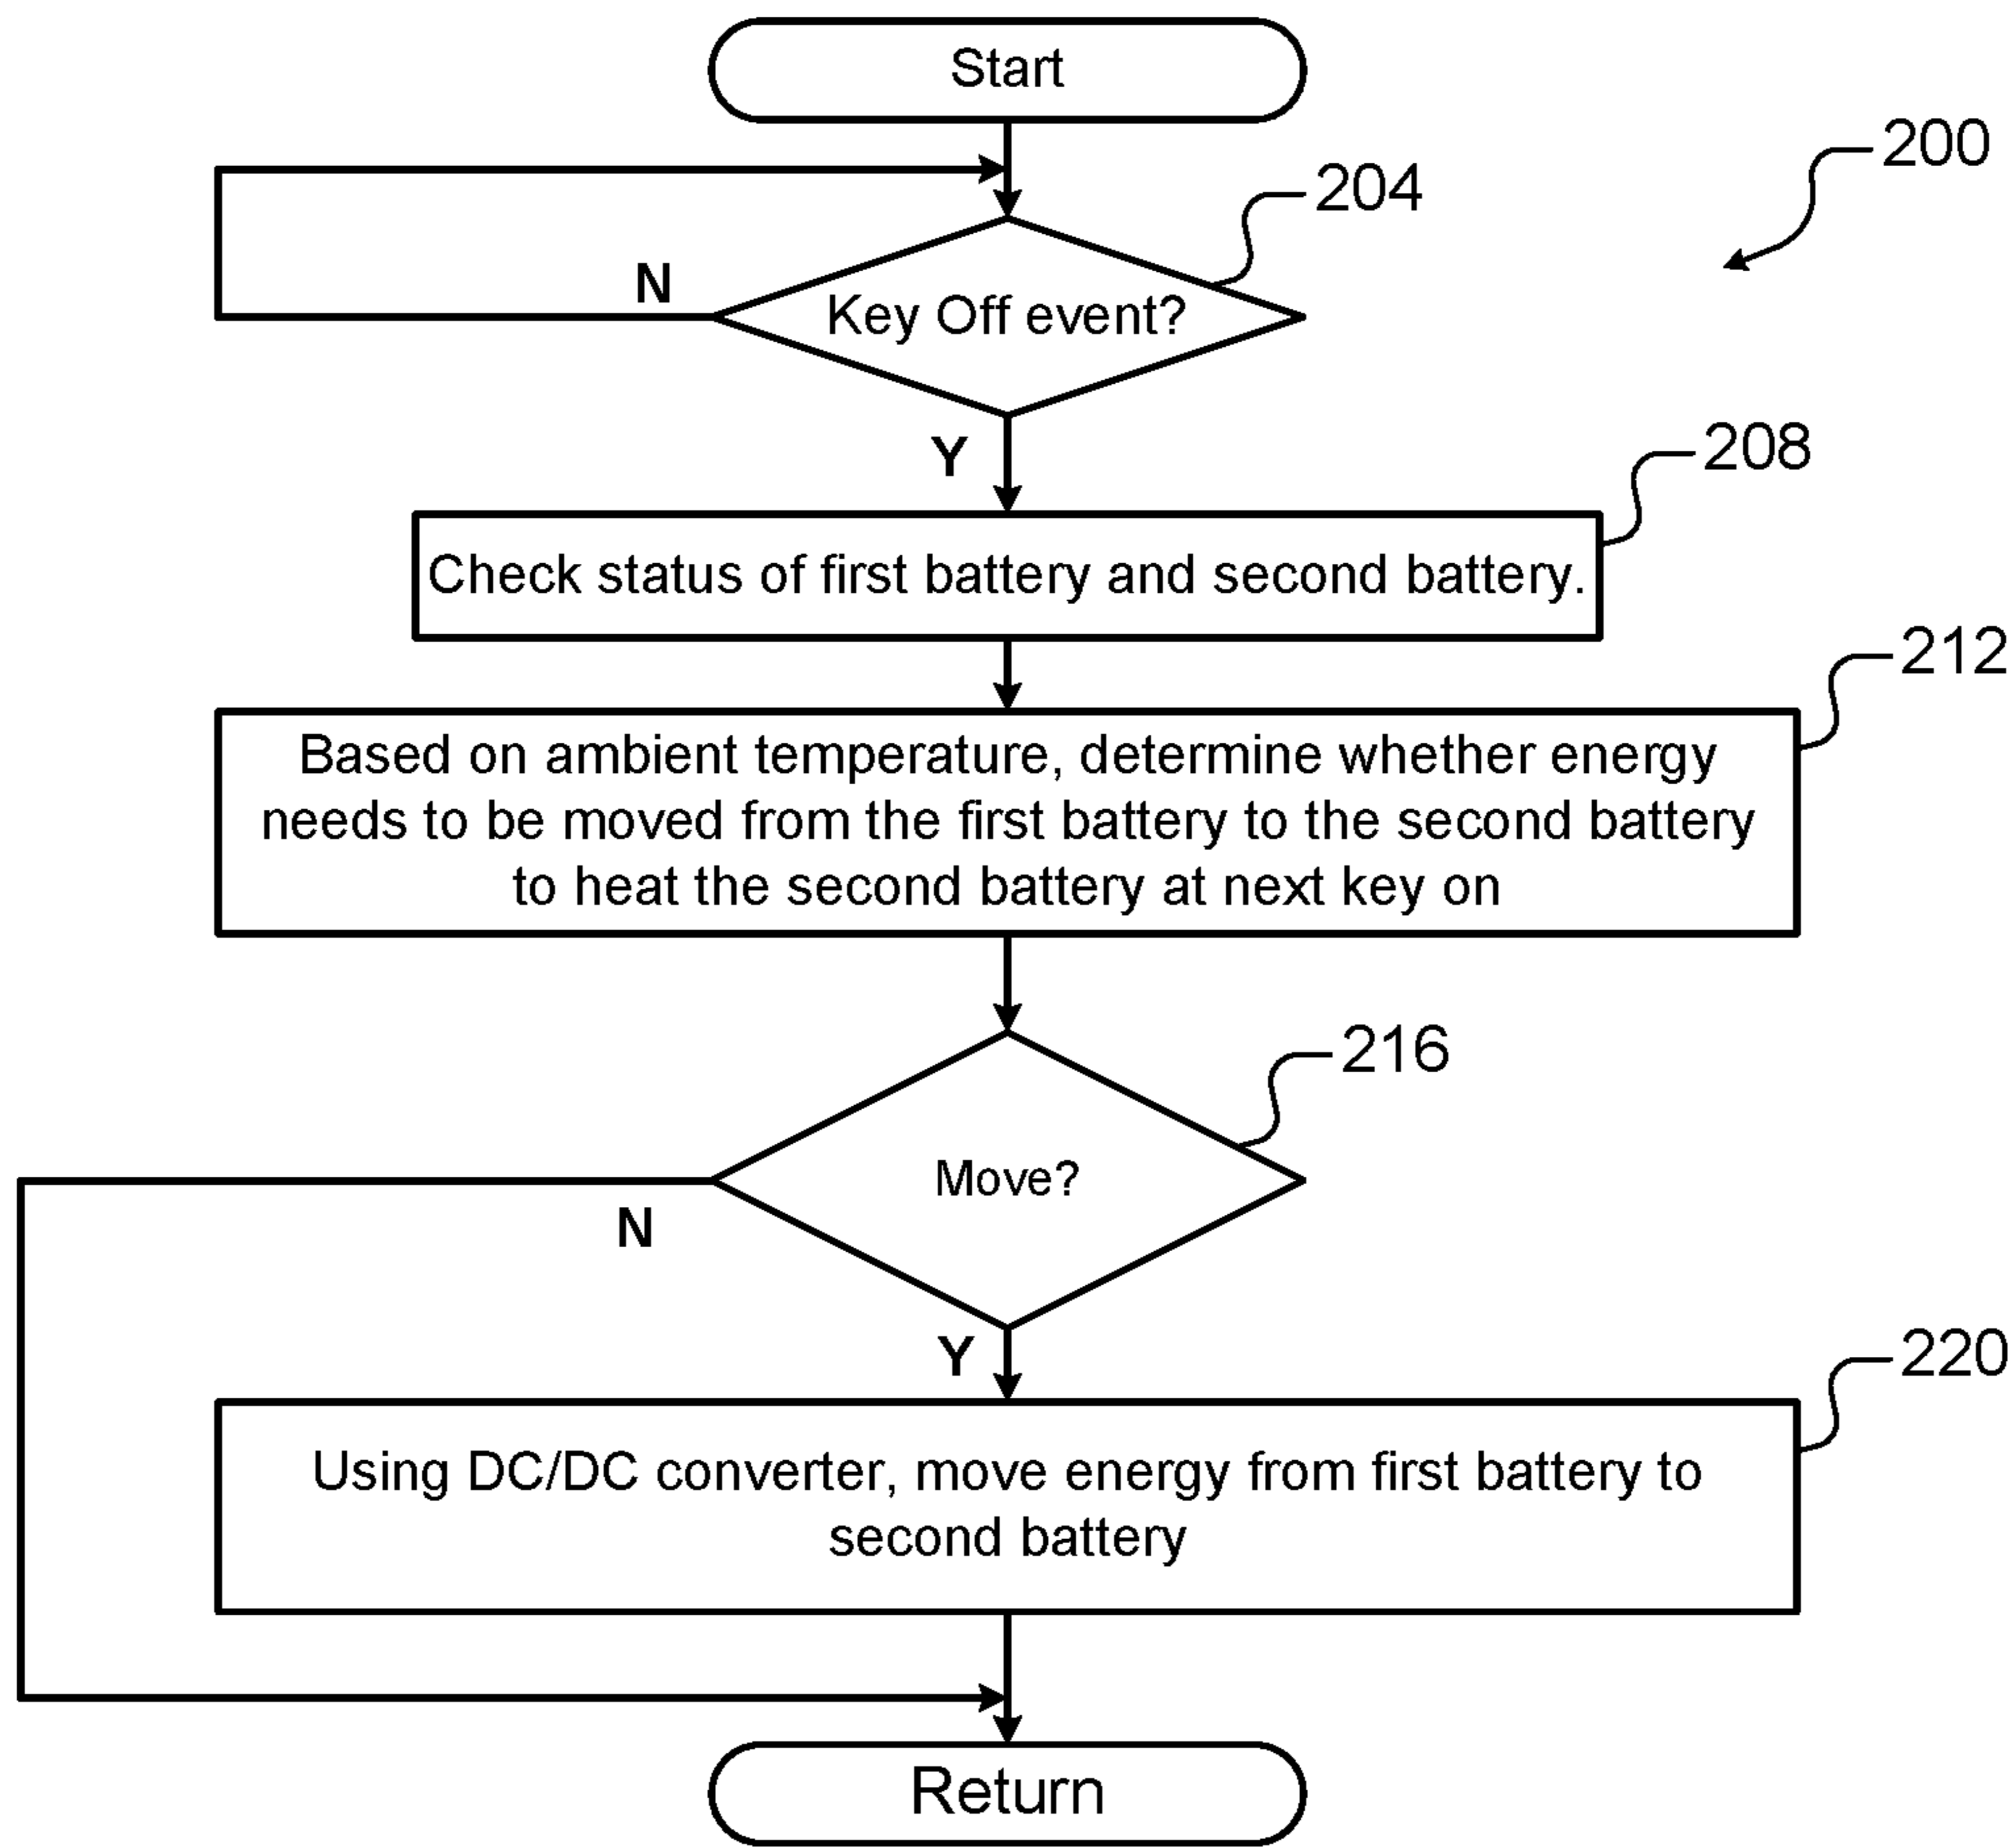 Start
200
204
Key Off event?
N
Y
208
Check status of first battery and second battery.
212
Based on ambient temperature, determine whether energy
needs to be moved from the first battery to the second battery
to heat the second battery at next key on
216
Move?
N
Y
220
Using DC/DC converter, move energy from first battery to
second battery
Return